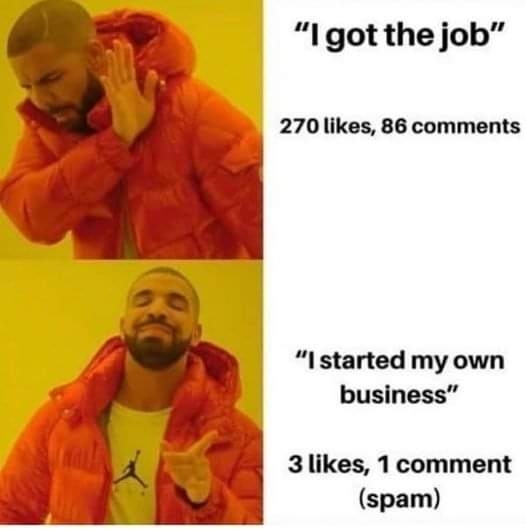 “I got the job”
270 likes, 86 comments
“I started my own
business”
3 likes, 1 comment
(spam)